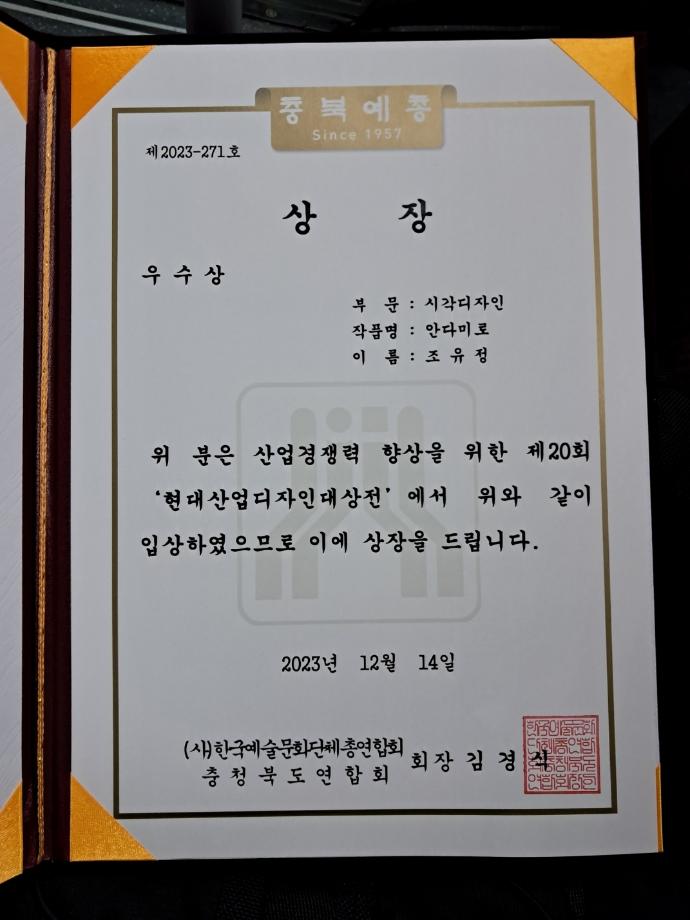 충북예총
Since 1957
제2023-271호
상 장
우 수 상
부 문 : 시각디자인
작품명 : 안다미로
이 름 : 조 유 정
위 분은 산업경쟁력 향상을 위한 제20회
‘현대산업디자인대상전’에서 위와 같이
입상하였으므로 이에 상장을 드립니다.
2023년 12월 14일
(사)한국예술문화단체총연합회
충 청 북 도 연 합 회 회 장 김 경 식